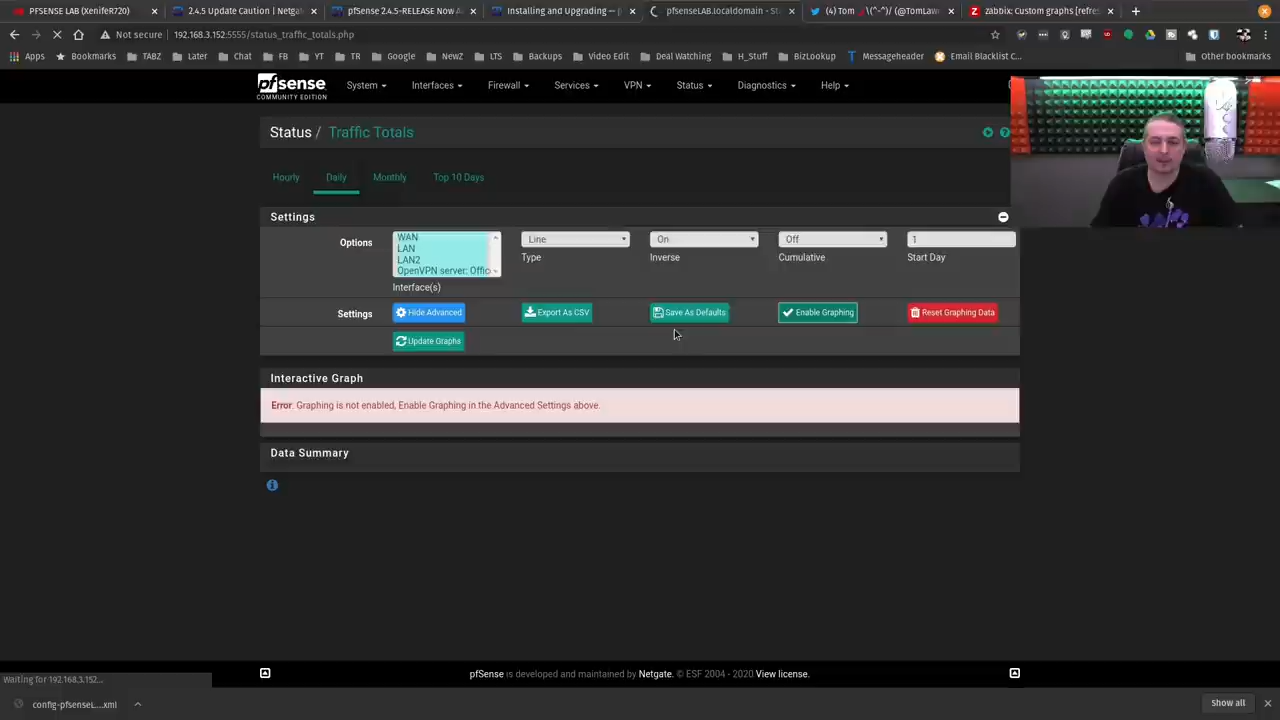 PFSENSE LAB (XeniferR720)
2.4.5 Update Caution | Netgat
pfSense 2.4.5-RELEASE Now A
Installing and Upgrading — p
pfsenseLAB.localdomain - St
(4) Tom
\(^-^)/ (@TomLaw
zabbix: Custom graphs [refre
Not secure
192.168.3.152:5555/status_traffic_totals.php
Apps
Bookmarks
TABZ
Later
Chat
FB
YT
TR
Google
NewZ
LTS
Backups
Video Edit
Deal Watching
H_Stuff
BizLookup
Messageheader
Email Blacklist C...
Other bookmarks
pfsense
COMMUNITY EDITION
System
Interfaces
Firewall
Services
VPN
Status
Diagnostics
Help
Status / Traffic Totals
Hourly
Daily
Monthly
Top 10 Days
Settings
Options
WAN
LAN
LAN2
OpenVPN server: Offic
Interface(s)
Line
Type
On
Inverse
Off
Cumulative
1
Start Day
Settings
Hide Advanced
Export As CSV
Save As Defaults
Enable Graphing
Reset Graphing Data
Update Graphs
Interactive Graph
Error: Graphing is not enabled, Enable Graphing in the Advanced Settings above.
Data Summary
pfSense is developed and maintained by Netgate. © ESF 2004 - 2020 View license.
Waiting for 192.168.3.152...
config-pfsenseL....xml
Show all